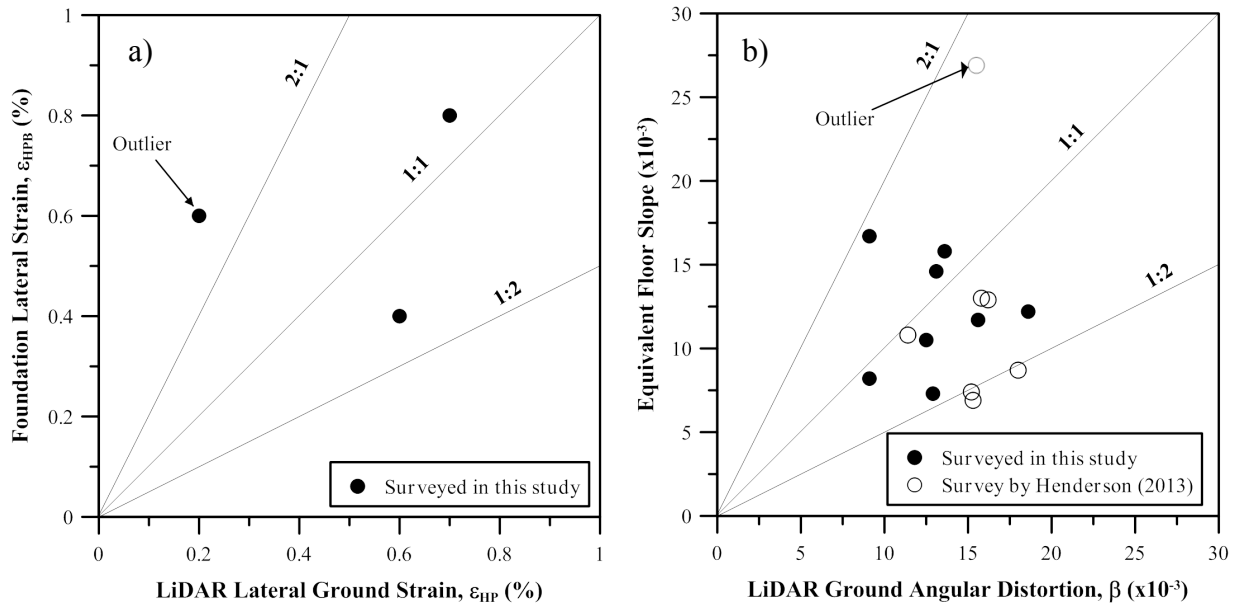 a)
Foundation Lateral Strain, εHPB (%)
1
0.8
0.6
0.4
0.2
0
2:1
1:1
1:2
Outlier
Surveyed in this study
0
0.2
0.4
0.6
0.8
1
LiDAR Lateral Ground Strain, εHP (%)
b)
Equivalent Floor Slope (x10⁻³)
30
25
20
15
10
5
0
2:1
1:1
1:2
Outlier
Surveyed in this study
Survey by Henderson (2013)
0
5
10
15
20
25
30
LiDAR Ground Angular Distortion, β (x10⁻³)